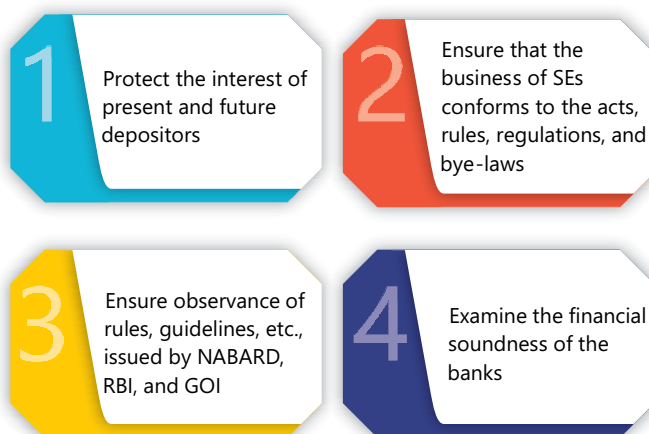 1
Protect the interest of
present and future
depositors
2
Ensure that the
business of SEs
conforms to the acts,
rules, regulations, and
bye-laws
3
Ensure observance of
rules, guidelines, etc.,
issued by NABARD,
RBI, and GOI
4
Examine the financial
soundness of the
banks